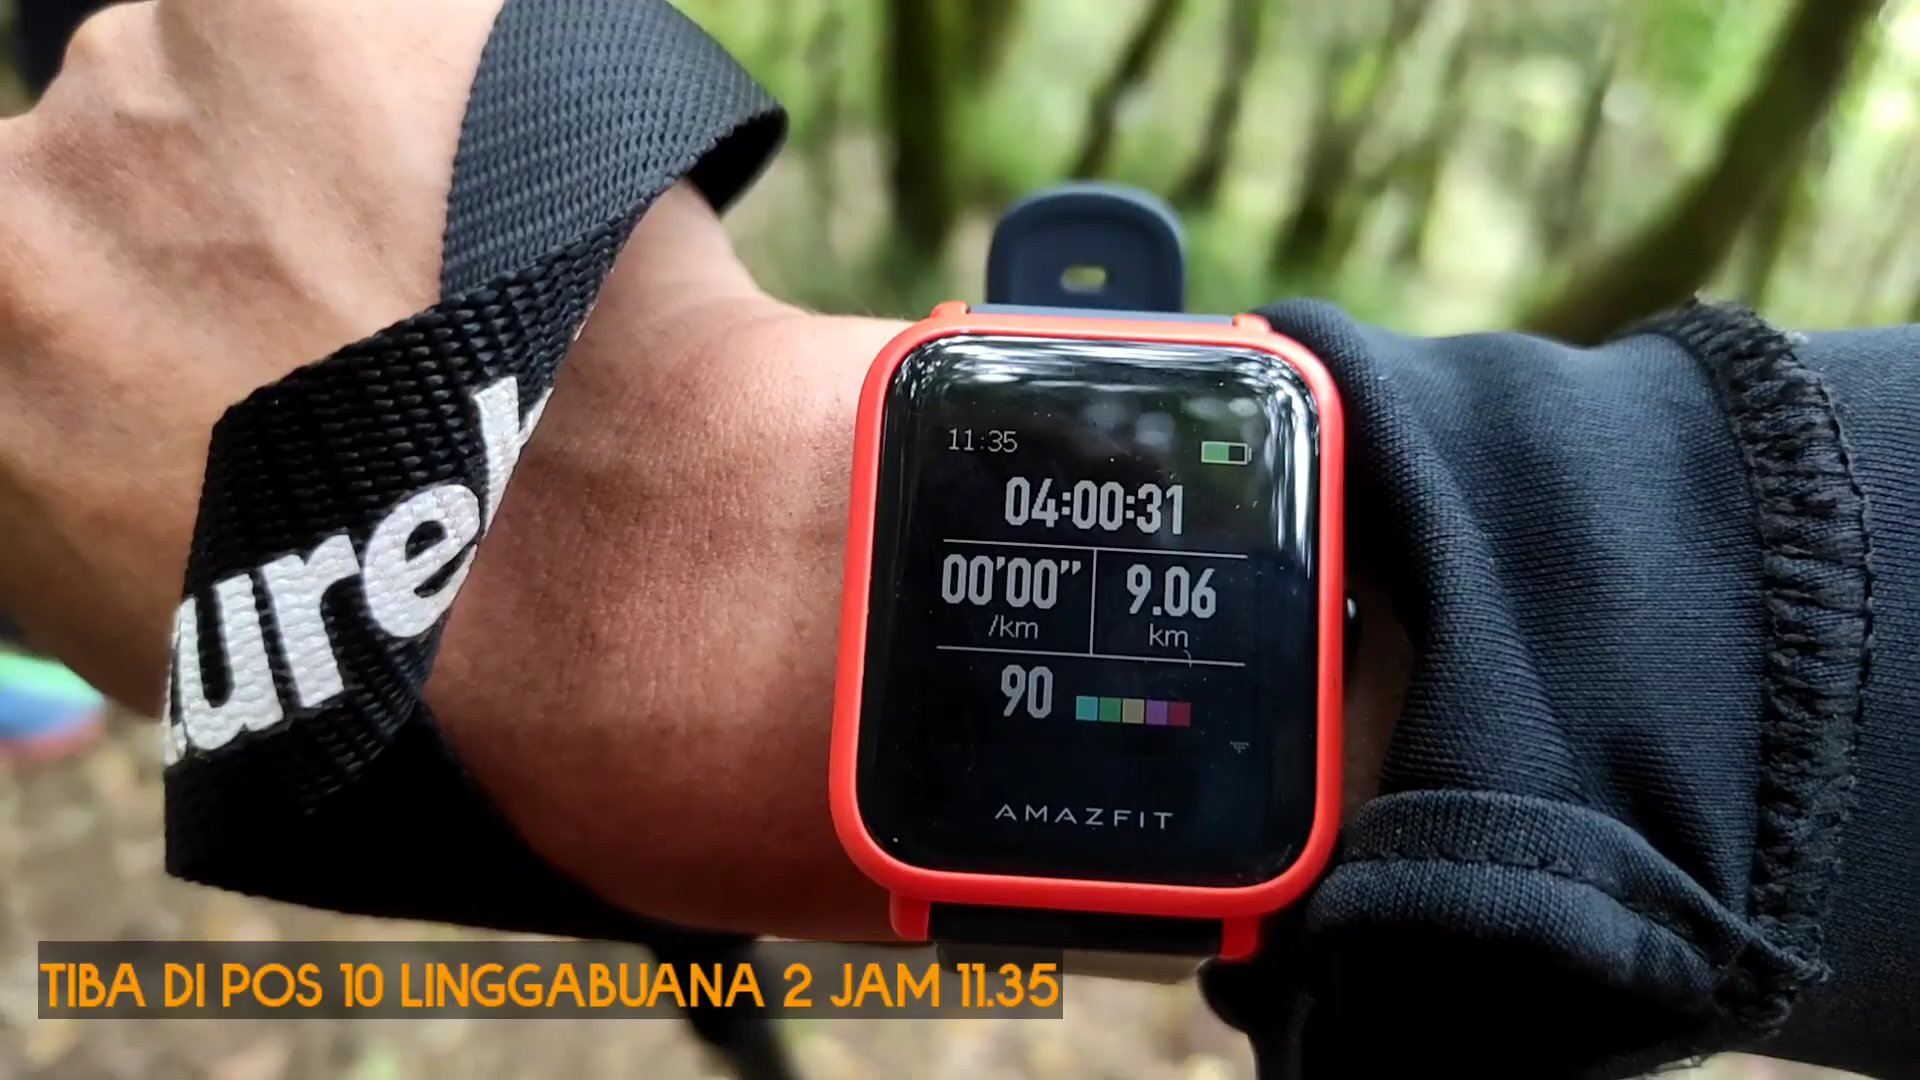 11:35
04:00:31
00'00" 9.06
/km km
90
AMAZFIT
TIBA DI POS 10 LINGGABUANA 2 JAM 11.35